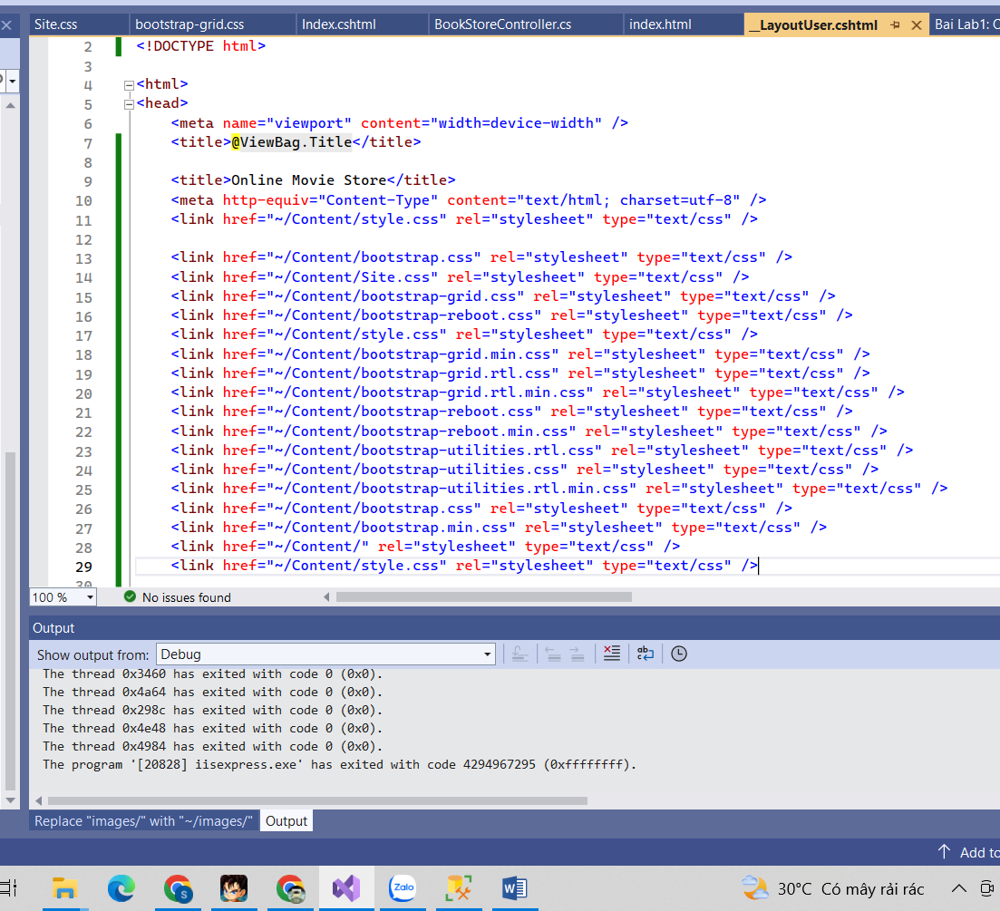 Site.css bootstrap-grid.css Index.cshtml BookStoreController.cs index.html __LayoutUser.cshtml Bai Lab1: C
2 <!DOCTYPE html>
3
4 <html>
5 <head>
6 <meta name="viewport" content="width=device-width" />
7 <title>@ViewBag.Title</title>
8
9 <title>Online Movie Store</title>
10 <meta http-equiv="Content-Type" content="text/html; charset=utf-8" />
11 <link href="~/Content/style.css" rel="stylesheet" type="text/css" />
12
13 <link href="~/Content/bootstrap.css" rel="stylesheet" type="text/css" />
14 <link href="~/Content/Site.css" rel="stylesheet" type="text/css" />
15 <link href="~/Content/bootstrap-grid.css" rel="stylesheet" type="text/css" />
16 <link href="~/Content/bootstrap-reboot.css" rel="stylesheet" type="text/css" />
17 <link href="~/Content/style.css" rel="stylesheet" type="text/css" />
18 <link href="~/Content/bootstrap-grid.min.css" rel="stylesheet" type="text/css" />
19 <link href="~/Content/bootstrap-grid.rtl.css" rel="stylesheet" type="text/css" />
20 <link href="~/Content/bootstrap-grid.rtl.min.css" rel="stylesheet" type="text/css" />
21 <link href="~/Content/bootstrap-reboot.css" rel="stylesheet" type="text/css" />
22 <link href="~/Content/bootstrap-reboot.min.css" rel="stylesheet" type="text/css" />
23 <link href="~/Content/bootstrap-utilities.rtl.css" rel="stylesheet" type="text/css" />
24 <link href="~/Content/bootstrap-utilities.css" rel="stylesheet" type="text/css" />
25 <link href="~/Content/bootstrap-utilities.rtl.min.css" rel="stylesheet" type="text/css" />
26 <link href="~/Content/bootstrap.css" rel="stylesheet" type="text/css" />
27 <link href="~/Content/bootstrap.min.css" rel="stylesheet" type="text/css" />
28 <link href="~/Content/" rel="stylesheet" type="text/css" />
29 <link href="~/Content/style.css" rel="stylesheet" type="text/css" />
30
100 % No issues found
Output
Show output from: Debug
The thread 0x3460 has exited with code 0 (0x0).
The thread 0x4a64 has exited with code 0 (0x0).
The thread 0x298c has exited with code 0 (0x0).
The thread 0x4e48 has exited with code 0 (0x0).
The thread 0x4984 has exited with code 0 (0x0).
The program '[20828] iisexpress.exe' has exited with code 4294967295 (0xffffffff).
Replace "images/" with "~/images/" Output
Add to
S Zalo W 30°C Có mây rải rác